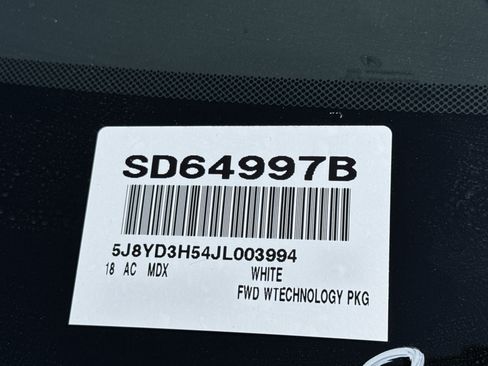 SD64997B
5J8YD3H54JL003994
18 AC MDX WHITE
FWD WTECHNOLOGY PKG